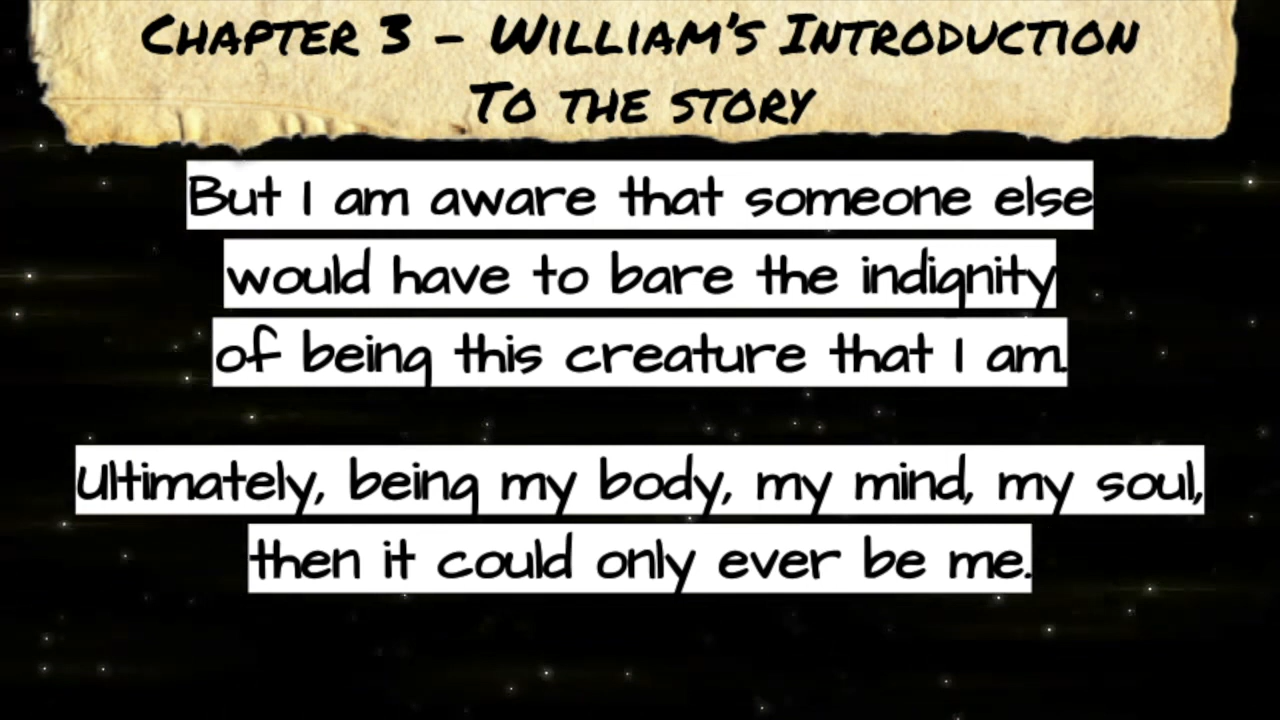 Chapter 3 - William's Introduction
To the story
But I am aware that someone else
would have to bare the indignity
of being this creature that I am.
Ultimately, being my body, my mind, my soul,
then it could only ever be me.